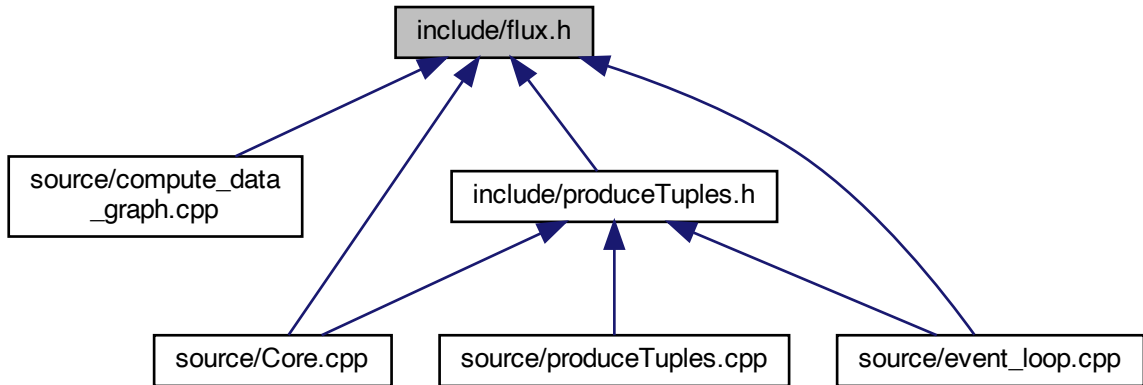 include/flux.h
source/compute_data
_graph.cpp
include/produceTuples.h
source/Core.cpp
source/produceTuples.cpp
source/event_loop.cpp